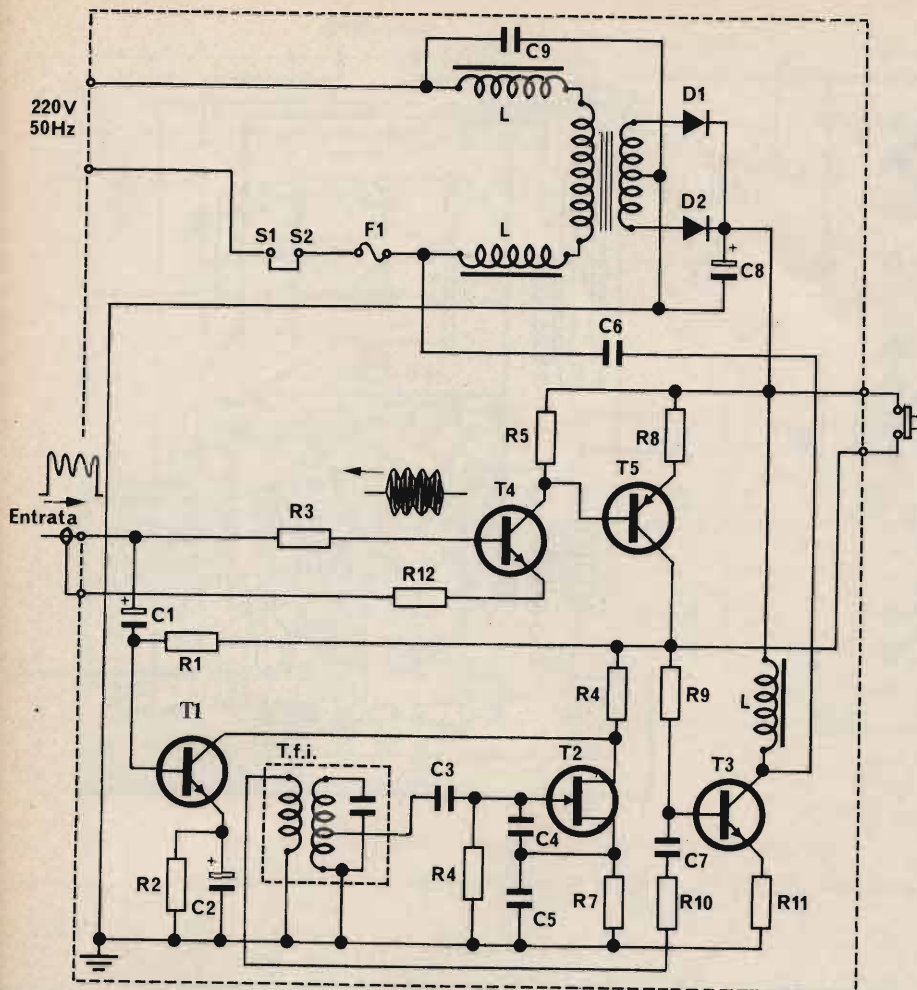 C9
L
D1
220V
50Hz
L
D2
S1 S2 F1
+
C8
C6
R5
R8
T5
T4
Entrata
R3
R12
+
C1
R1
R4
R9
L
T1
T.f.i.
C3
T2
T3
C4
C7
R2
+
C2
R4
C5
R7
R10
R11